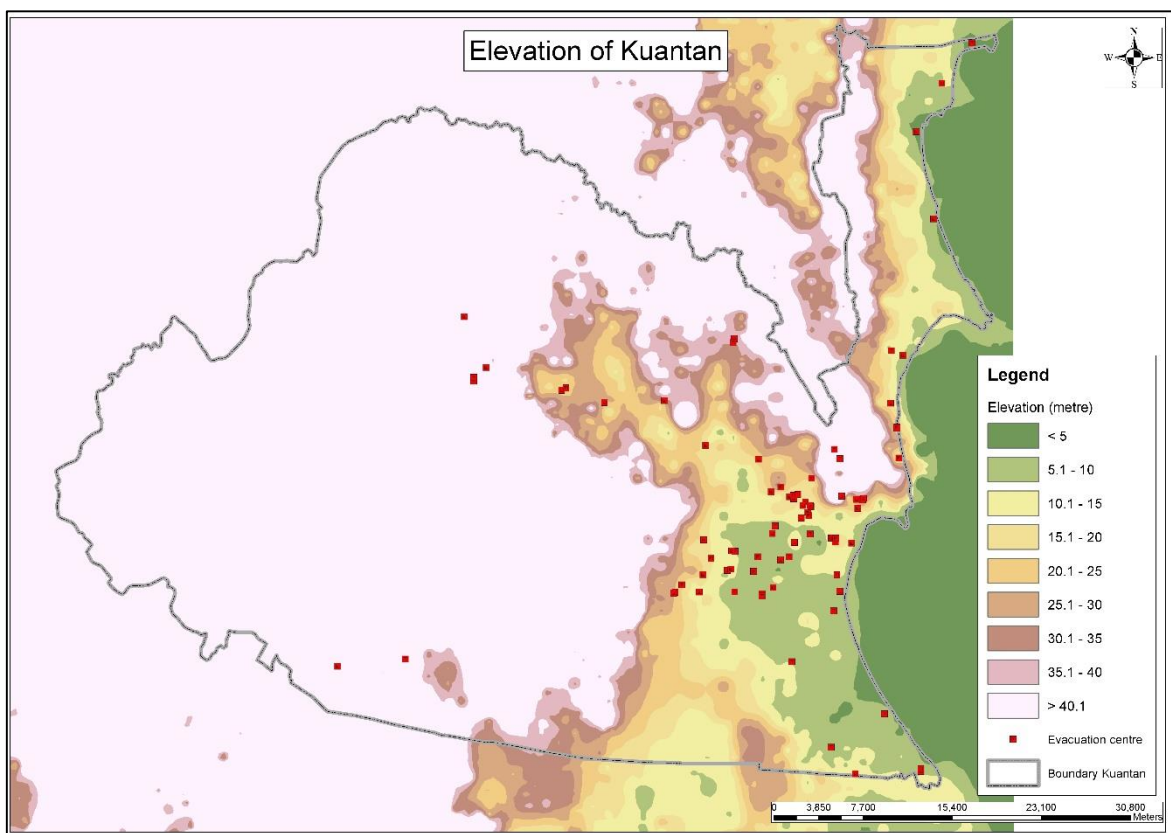 Elevation of Kuantan
N
W E
S
Legend
Elevation (metre)
< 5
5.1 - 10
10.1 - 15
15.1 - 20
20.1 - 25
25.1 - 30
30.1 - 35
35.1 - 40
> 40.1
Evacuation centre
Boundary Kuantan
0 3,850 7,700 15,400 23,100 30,800
Meters